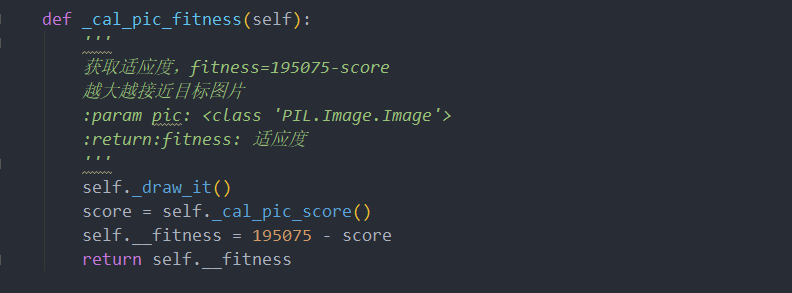 def _cal_pic_fitness(self):
'''
获取适应度，fitness=195075-score
越大越接近目标图片
:param pic: <class 'PIL.Image.Image'>
:return:fitness: 适应度
'''
self._draw_it()
score = self._cal_pic_score()
self.__fitness = 195075 - score
return self.__fitness